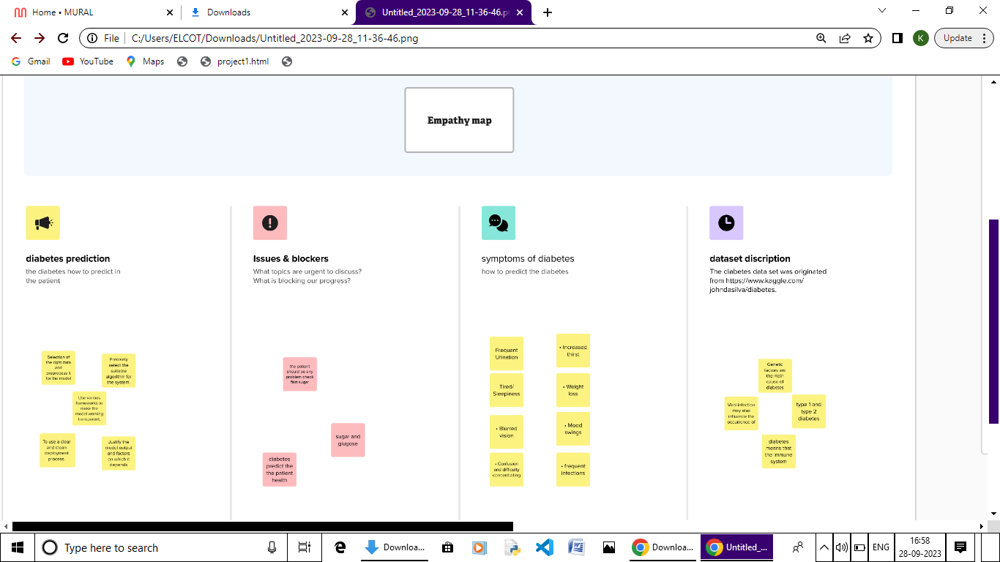 Home • MURAL
Downloads
Untitled_2023-09-28_11-36-46.p
File
C:/Users/ELCOT/Downloads/Untitled_2023-09-28_11-36-46.png
K
Update
Gmail
YouTube
Maps
project1.html
Empathy map
diabetes prediction
the diabetes how to predict in
the patient
Selection of
the right data
and
preprocess it
for the model
Precisely
select the
suitable
algorithm for
the system.
Use various
frameworks to
make the
model working
transparent.
To use a clear
and clean
deployment
process.
Justify the
model output
and factors
on which it
depends
Issues & blockers
What topics are urgent to discuss?
What is blocking our progress?
the patient
should be any
problem check
fisrt sugar
sugar and
glugose
diabetes
predict the
the patient
health
symptoms of diabetes
how to predict the diabetes
Frequent
Urination
• Increased
thirst
Tired/
Sleepiness
• Weight
loss
• Blurred
vision
• Mood
swings
• Confusion
and difficulty
concentrating
• frequent
infections
dataset discription
The diabetes data set was originated
from https://www.kaggle.com/
johndasilva/diabetes.
Genetic
factors are
the main
cause of
diabetes
Viral infection
may also
influence the
occurrence of
type 1 and
type 2
diabetes
diabetes
means that
the immune
system
Type here to search
Downloa...
Downloa...
Untitled_...
ENG
16:58
28-09-2023